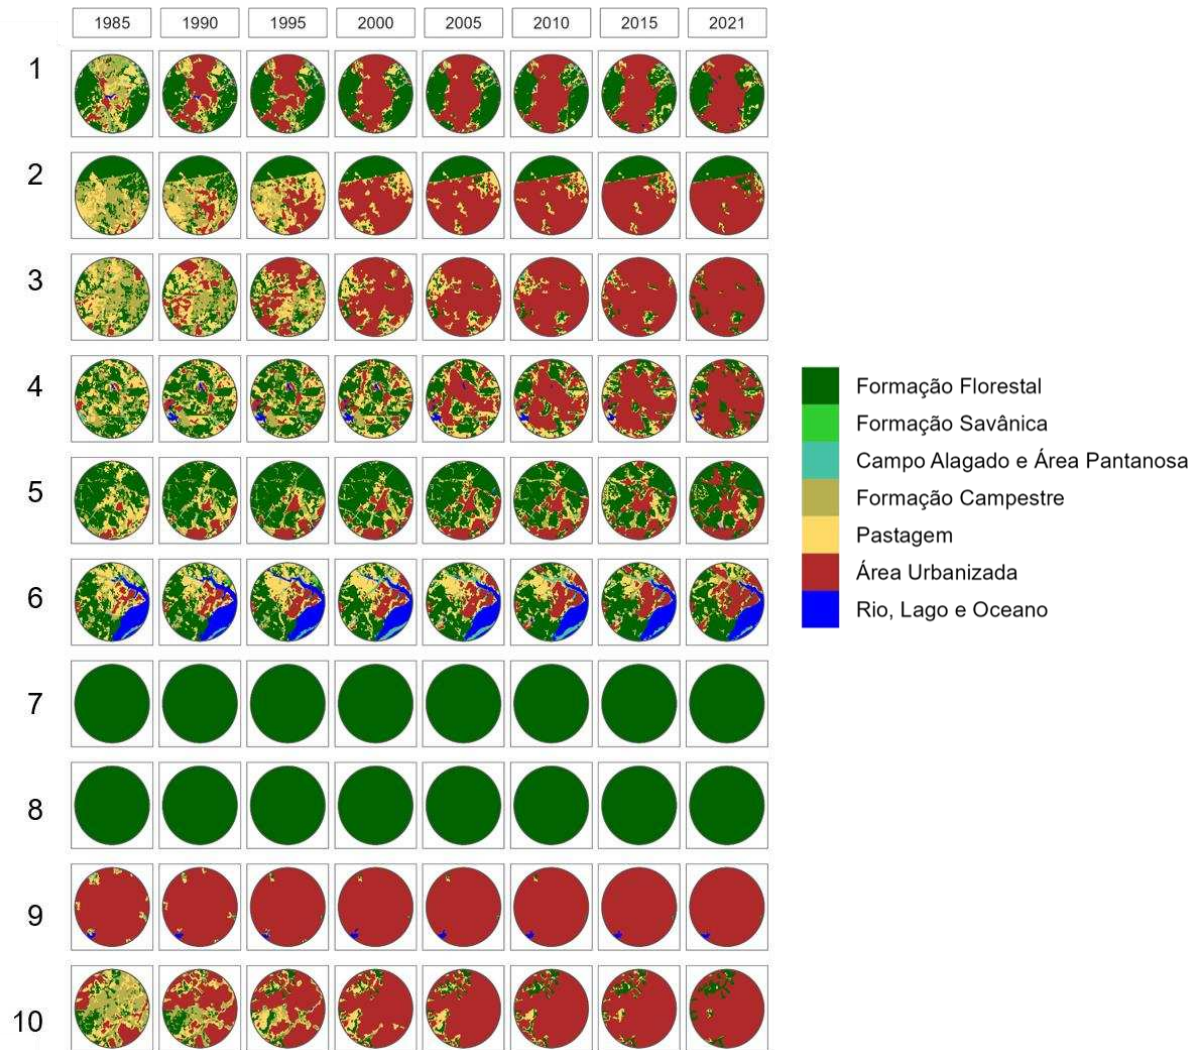 1985 1990 1995 2000 2005 2010 2015 2021
1
2
3
4
5
6
7
8
9
10
Formação Florestal
Formação Savânica
Campo Alagado e Área Pantanosa
Formação Campestre
Pastagem
Área Urbanizada
Rio, Lago e Oceano